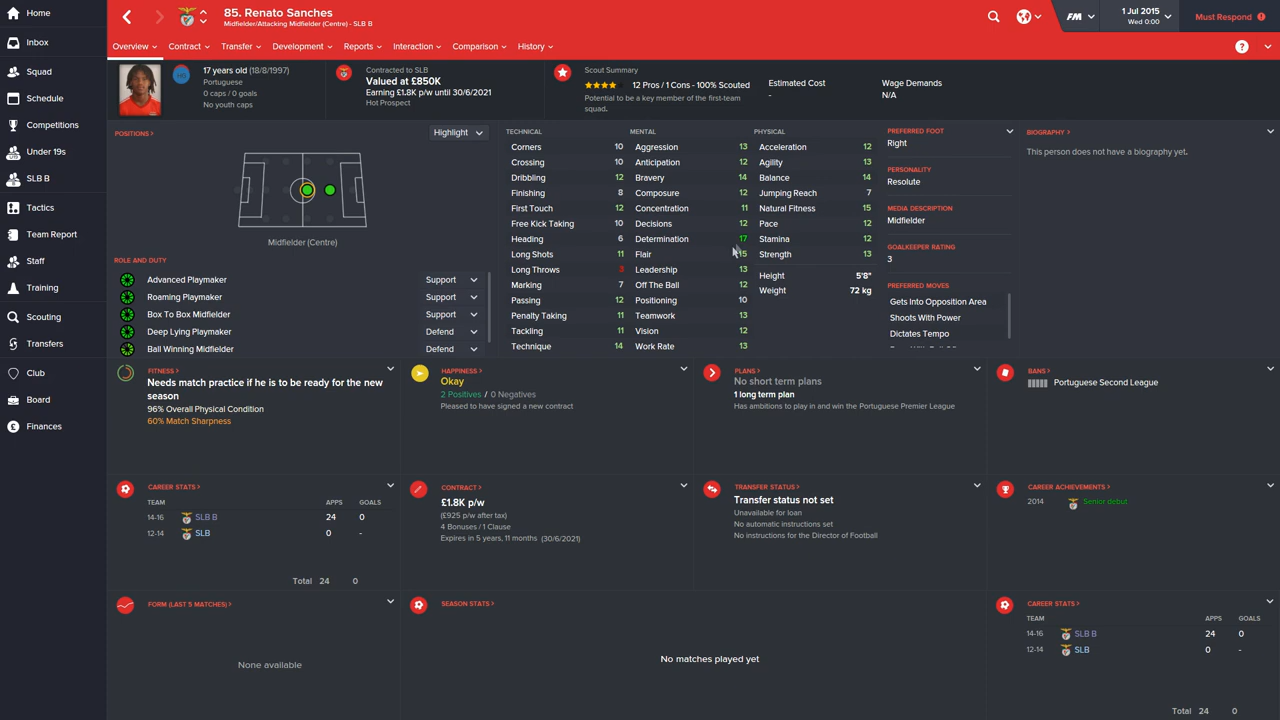 Home
Inbox
Squad
Schedule
Competitions
Under 19s
SLB B
Tactics
Team Report
Staff
Training
Scouting
Transfers
Club
Board
Finances
85. Renato Sanches
Midfielder/Attacking Midfielder (Centre) - SLB B
FM
1 Jul 2015
Wed 0:00
Must Respond
Overview
Contract
Transfer
Development
Reports
Interaction
Comparison
History
?
17 years old (18/8/1997)
Portuguese
0 caps / 0 goals
No youth caps
Contracted to SLB
Valued at £850K
Earning £1.8K p/w until 30/6/2021)
Hot Prospect
Scout Summary
12 Pros / 1 Cons - 100% Scouted
Potential to be a key member of the first-team
squad.
Estimated Cost
-
Wage Demands
N/A
POSITIONS >
Highlight
Midfielder (Centre)
ROLE AND DUTY
Advanced Playmaker Support
Roaming Playmaker Support
Box To Box Midfielder Support
Deep Lying Playmaker Defend
Ball Winning Midfielder Defend
TECHNICAL
Corners 10
Crossing 10
Dribbling 12
Finishing 8
First Touch 12
Free Kick Taking 10
Heading 6
Long Shots 11
Long Throws 3
Marking 7
Passing 12
Penalty Taking 11
Tackling 11
Technique 14
MENTAL
Aggression 13
Anticipation 12
Bravery 14
Composure 12
Concentration 11
Decisions 12
Determination 17
Flair 15
Leadership 13
Off The Ball 12
Positioning 10
Teamwork 13
Vision 12
Work Rate 13
PHYSICAL
Acceleration 12
Agility 13
Balance 14
Jumping Reach 7
Natural Fitness 15
Pace 12
Stamina 12
Strength 13
Height 5'8"
Weight 72 kg
PREFERRED FOOT
Right
PERSONALITY
Resolute
MEDIA DESCRIPTION
Midfielder
GOALKEEPER RATING
3
PREFERRED MOVES
Gets Into Opposition Area
Shoots With Power
Dictates Tempo
BIOGRAPHY >
This person does not have a biography yet.
FITNESS >
Needs match practice if he is to be ready for the new
season
96% Overall Physical Condition
60% Match Sharpness
HAPPINESS >
Okay
2 Positives / 0 Negatives
Pleased to have signed a new contract
PLANS >
No short term plans
1 long term plan
Has ambitions to play in and win the Portuguese Premier League
BANS >
Portuguese Second League
CAREER STATS >
TEAM APPS GOALS
14-16 SLB B 24 0
12-14 SLB 0 -
Total 24 0
CONTRACT >
£1.8K p/w
(£925 p/w after tax)
4 Bonuses / 1 Clause
Expires in 5 years, 11 months (30/6/2021)
TRANSFER STATUS >
Transfer status not set
Unavailable for loan
No automatic instructions set
No instructions for the Director of Football
CAREER ACHIEVEMENTS >
2014 Senior debut
FORM (LAST 5 MATCHES) >
None available
SEASON STATS >
No matches played yet
CAREER STATS >
TEAM APPS GOALS
14-16 SLB B 24 0
12-14 SLB 0 -
Total 24 0